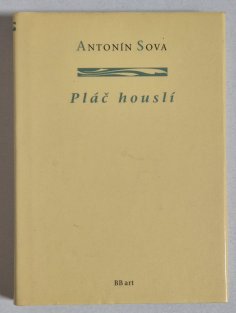 Antonín Sova
Pláč houslí
BB art